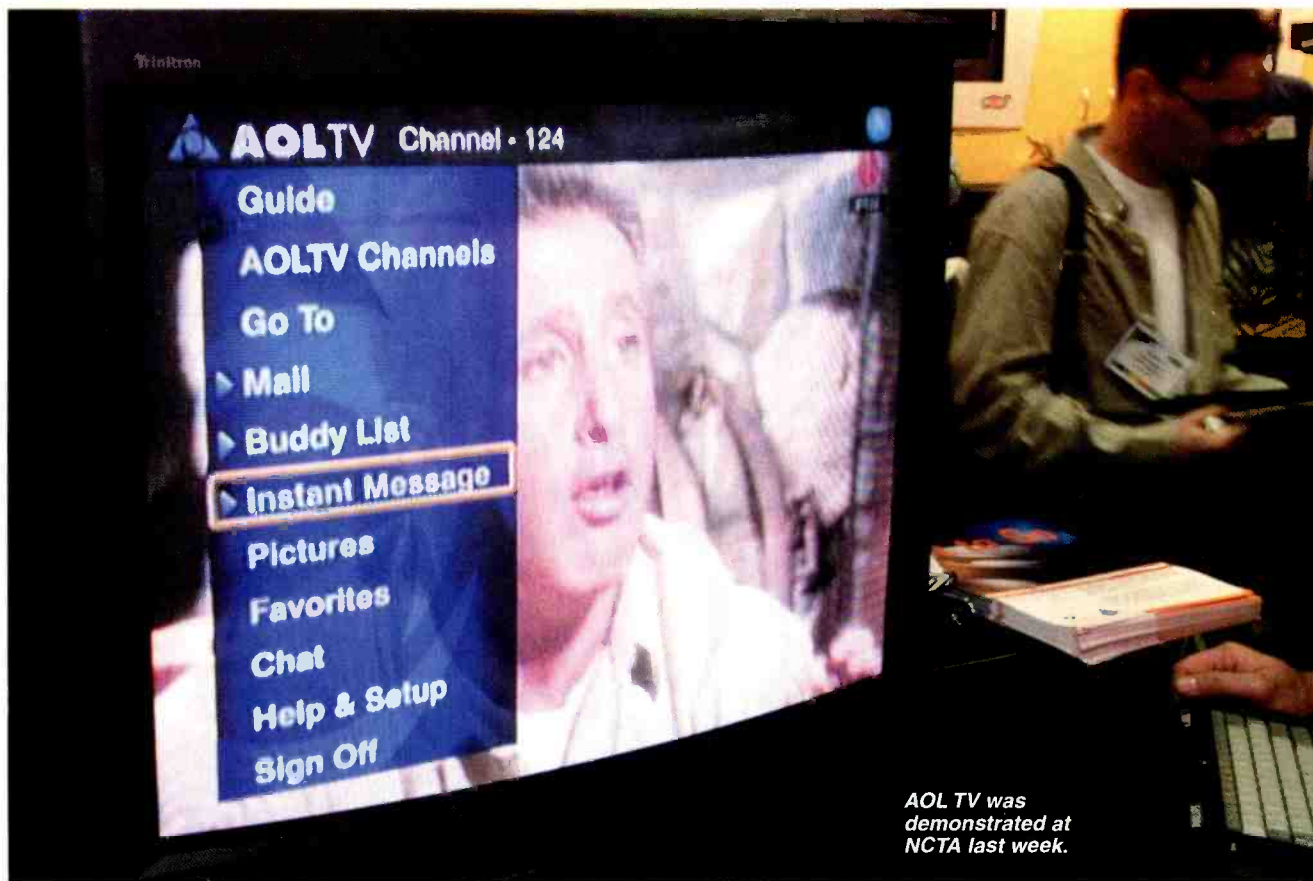 Trinitron
AOLTV Channel • 124
Guide
AOLTV Channels
Go To
Mail
Buddy List
Instant Message
Pictures
Favorites
Chat
Help & Setup
Sign Off
AOL TV was
demonstrated at
NCTA last week.